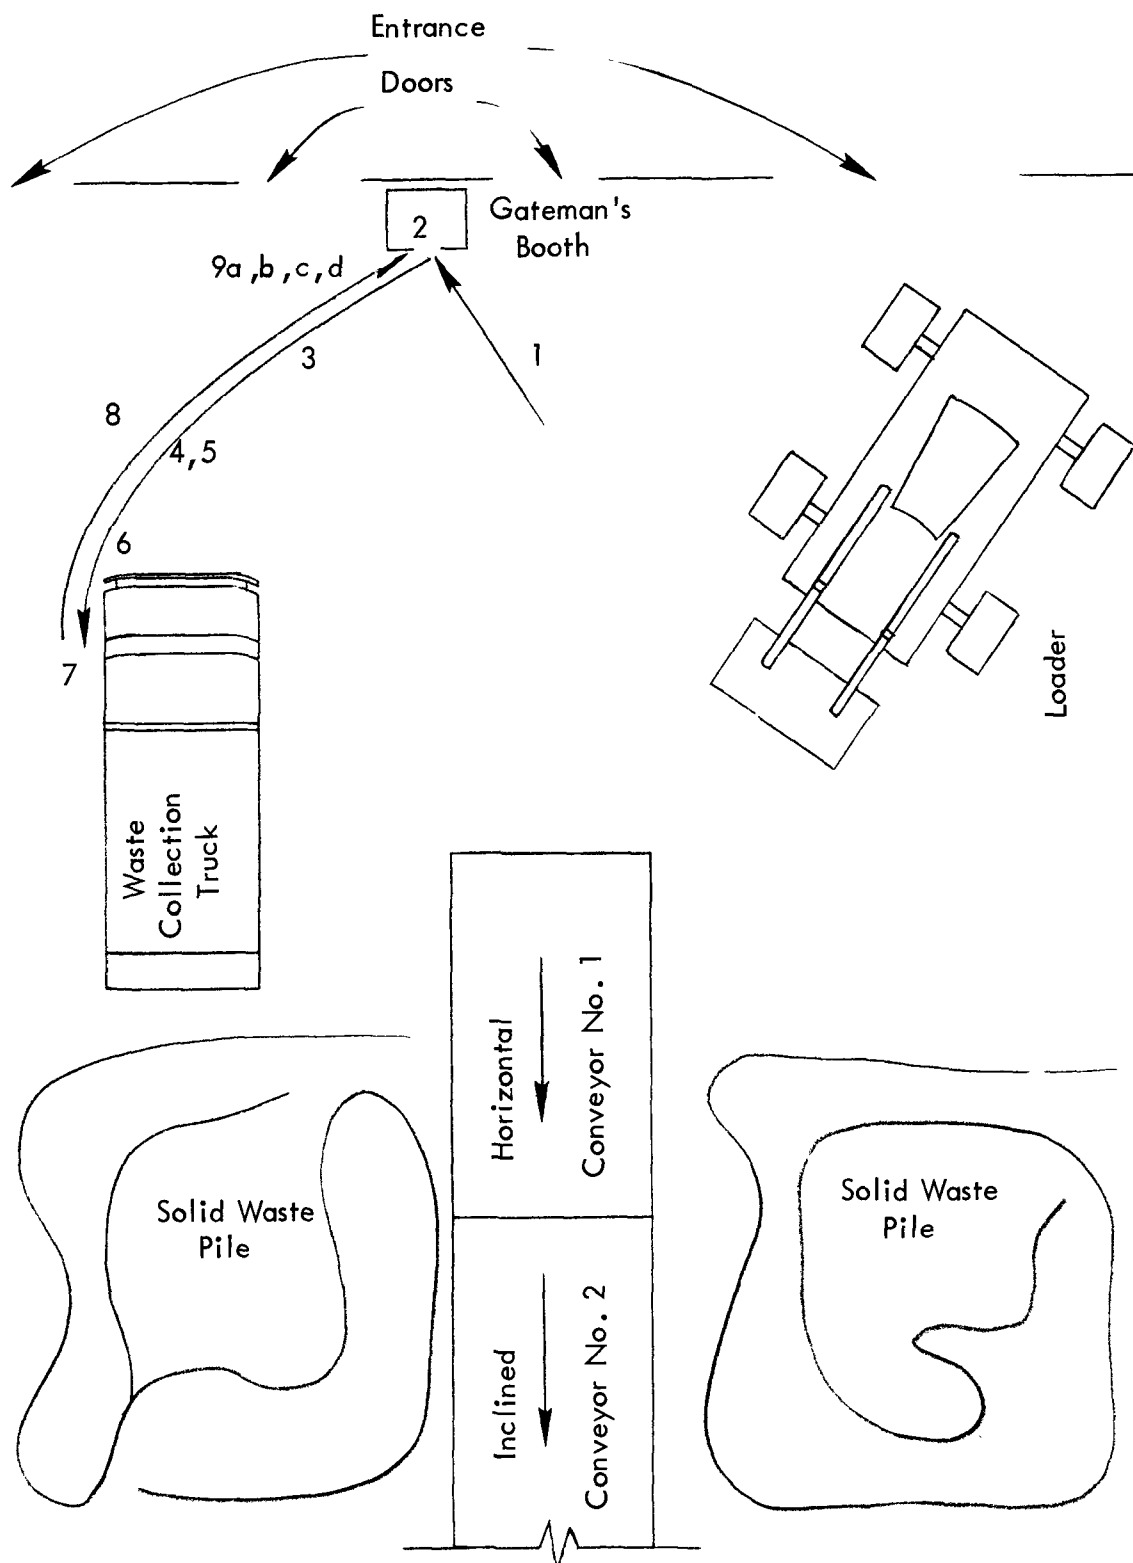 Entrance
Doors
2
Gateman's
Booth
9a,b,c,d
3
1
8
4,5
6
7
Loader
Waste
Collection
Truck
Horizontal
Conveyor No. 1
Solid Waste
Pile
Solid Waste
Pile
Inclined
Conveyor No. 2